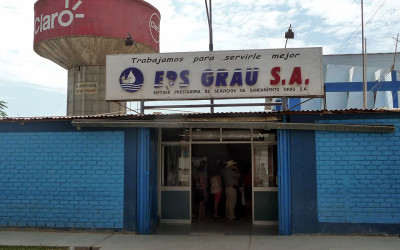 Claro
Trabajamos para servirle mejor
EPS GRAU S.A.
ENTIDAD PRESTADORA DE SERVICIOS DE SANEAMIENTO GRAU S.A.